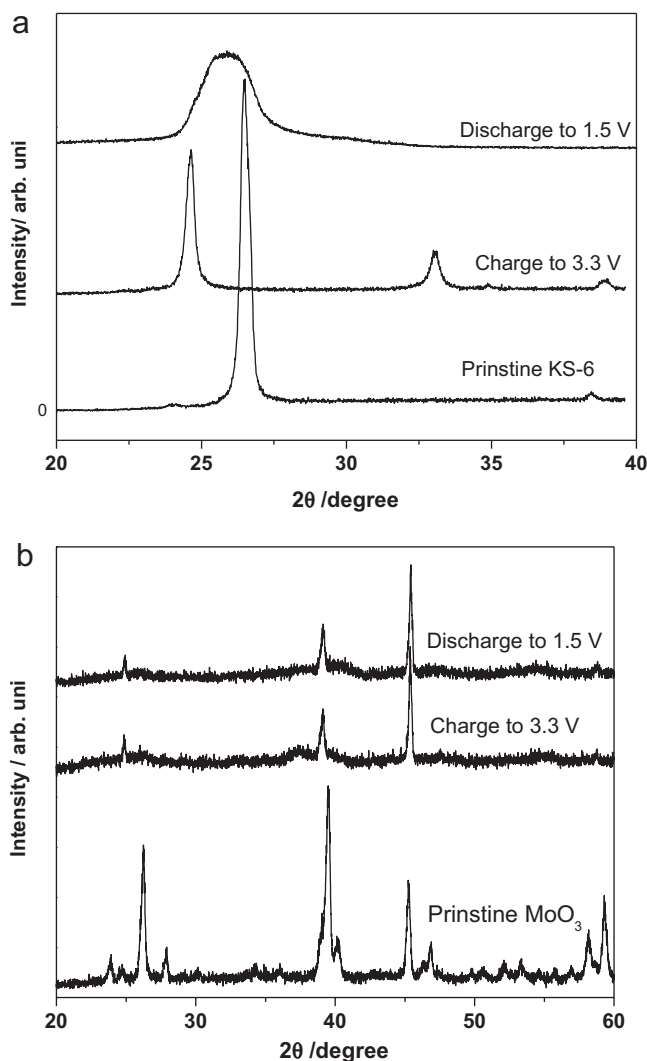 a
Discharge to 1.5 V
Charge to 3.3 V
Prinstine KS-6
0
Intensity/ arb. uni
20 25 30 35 40
2θ /degree
b
Discharge to 1.5 V
Charge to 3.3 V
Prinstine MoO₃
Intensity / arb. uni
20 30 40 50 60
2θ /degree